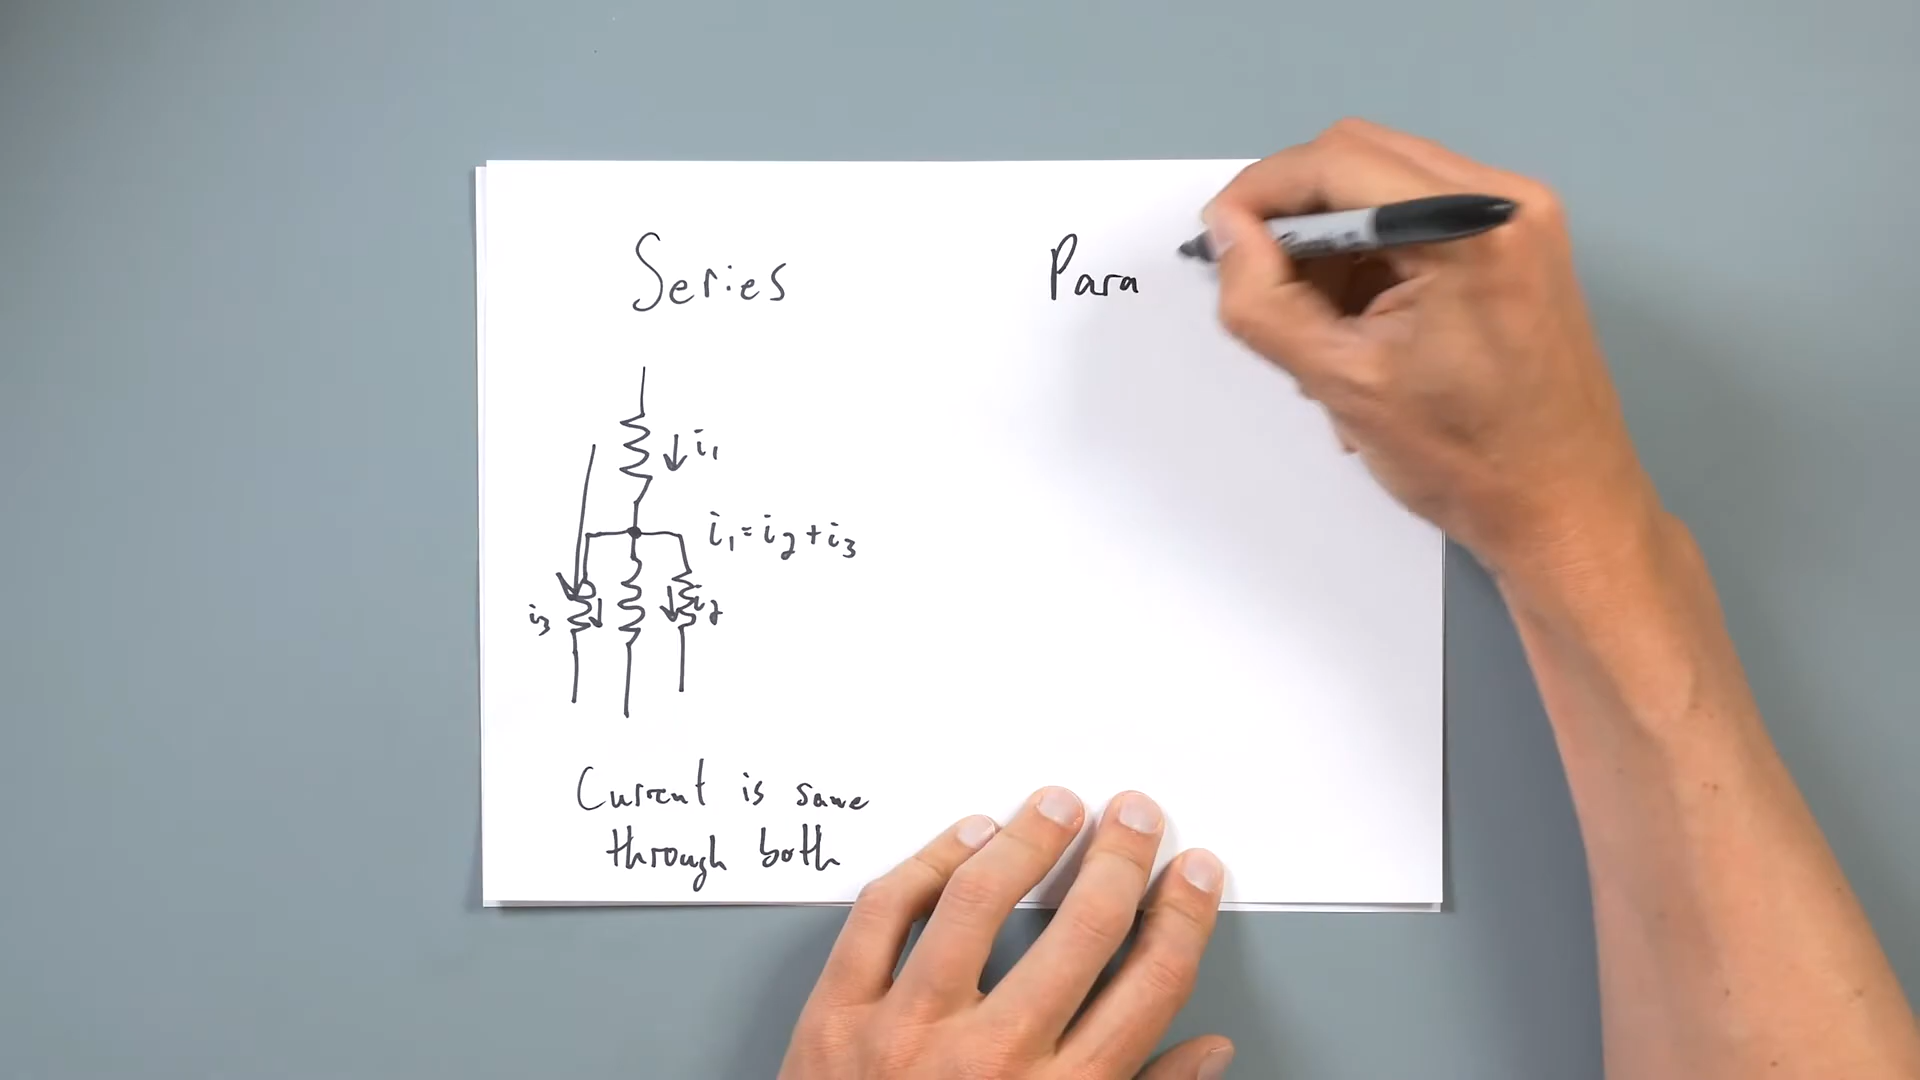 Series
Para
i₁
i₁=i₂+i₃
i₃
i₂
Current is same
through both